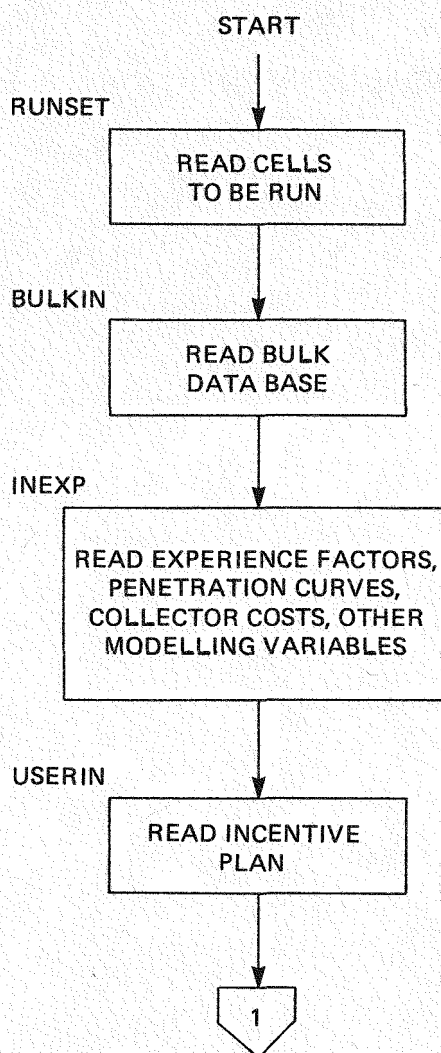 START
RUNSET
READ CELLS
TO BE RUN
BULKIN
READ BULK
DATA BASE
INEXP
READ EXPERIENCE FACTORS,
PENETRATION CURVES,
COLLECTOR COSTS, OTHER
MODELLING VARIABLES
USERIN
READ INCENTIVE
PLAN
1